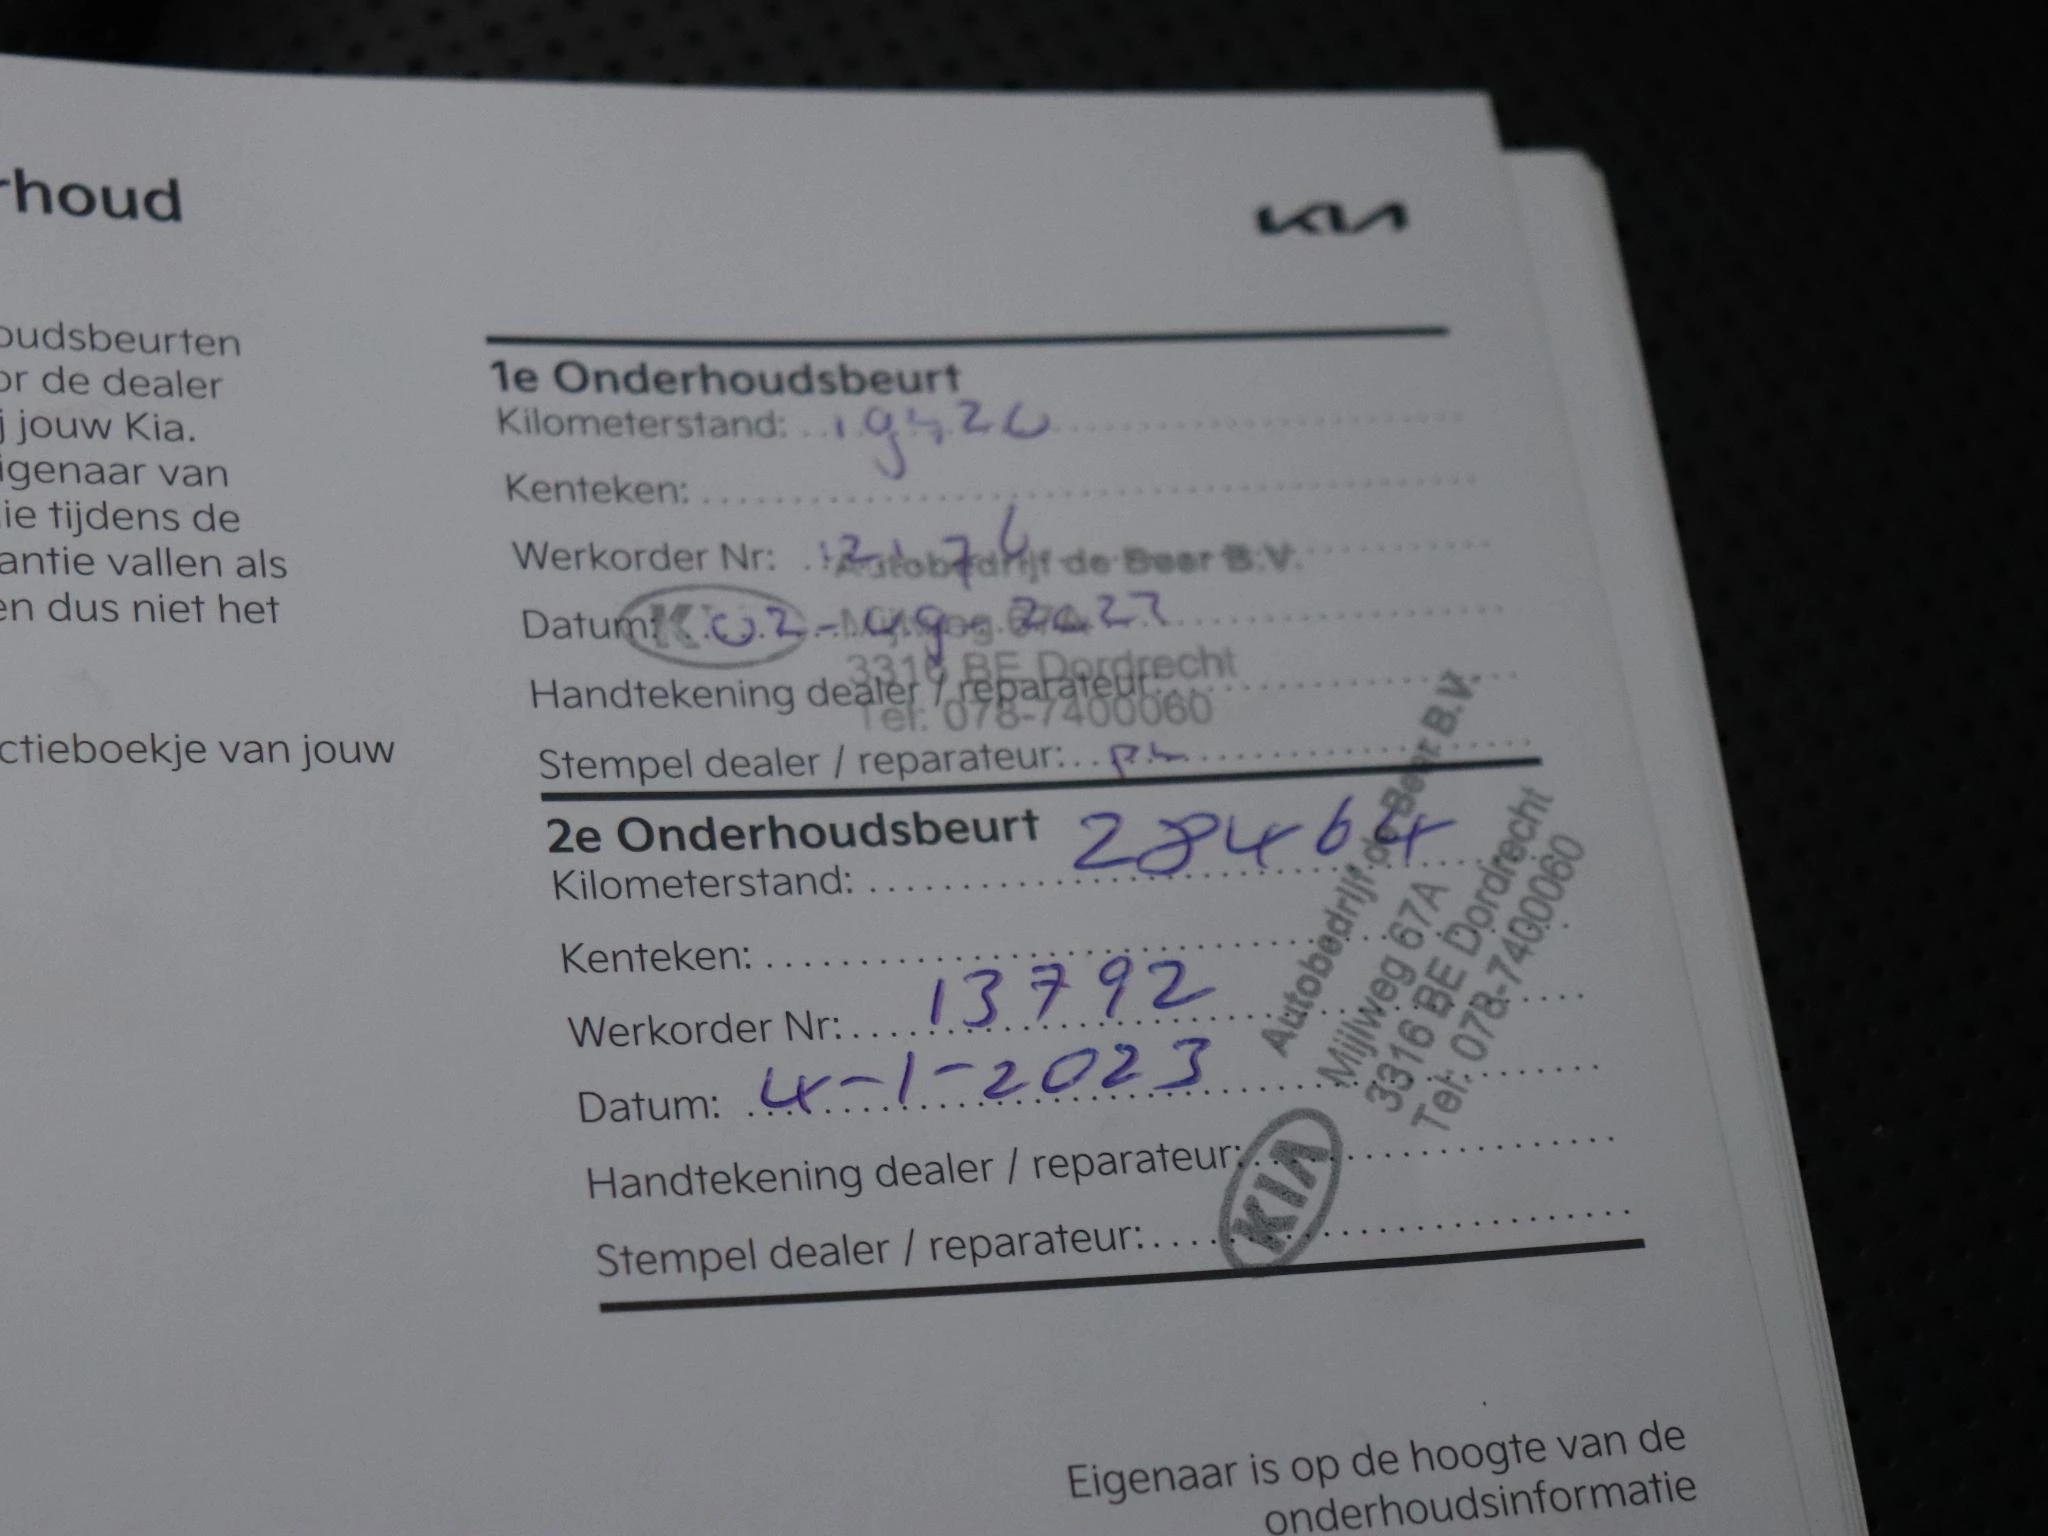 rhoud
KIA
oudsbeurten
or de dealer
j jouw Kia.
igenaar van
ie tijdens de
antie vallen als
en dus niet het
ctieboekje van jouw
1e Onderhoudsbeurt
Kilometerstand:
Kenteken:
Werkorder Nr:
Autobedrijf de Beer B.V.
Datum:
3316 BE Dordrecht
Handtekening dealer / reparateur:
Tel: 078-7400060
Stempel dealer / reparateur:
2e Onderhoudsbeurt
Kilometerstand: 28464
Kenteken:
Werkorder Nr: 13792
Datum: 4-1-2023
Handtekening dealer / reparateur:
Stempel dealer / reparateur:
KIA
Autobedrijf de Beer B.V.
Mijlweg 67A
3316 BE Dordrecht
Tel: 078-7400060
Eigenaar is op de hoogte van de
onderhoudsinformatie